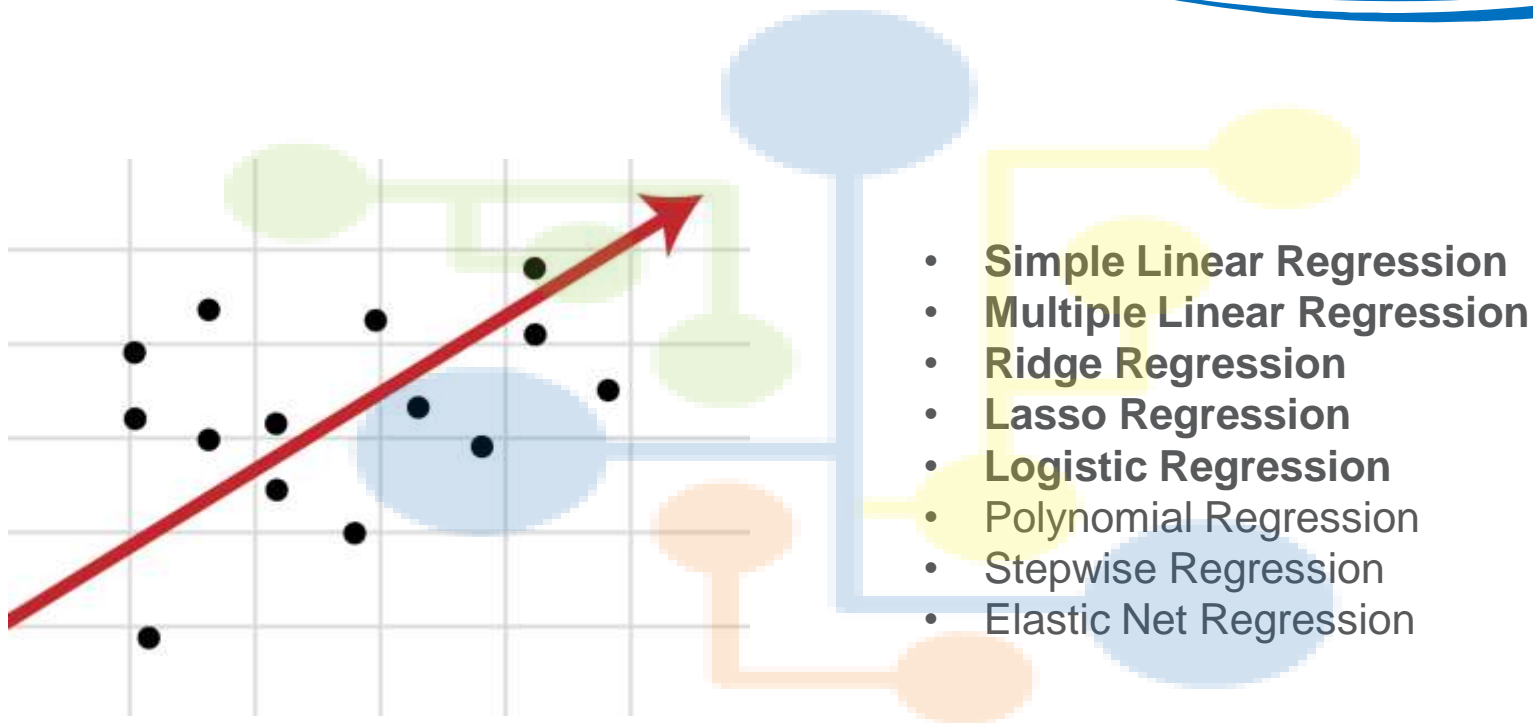 • Simple Linear Regression
• Multiple Linear Regression
• Ridge Regression
• Lasso Regression
• Logistic Regression
• Polynomial Regression
• Stepwise Regression
• Elastic Net Regression